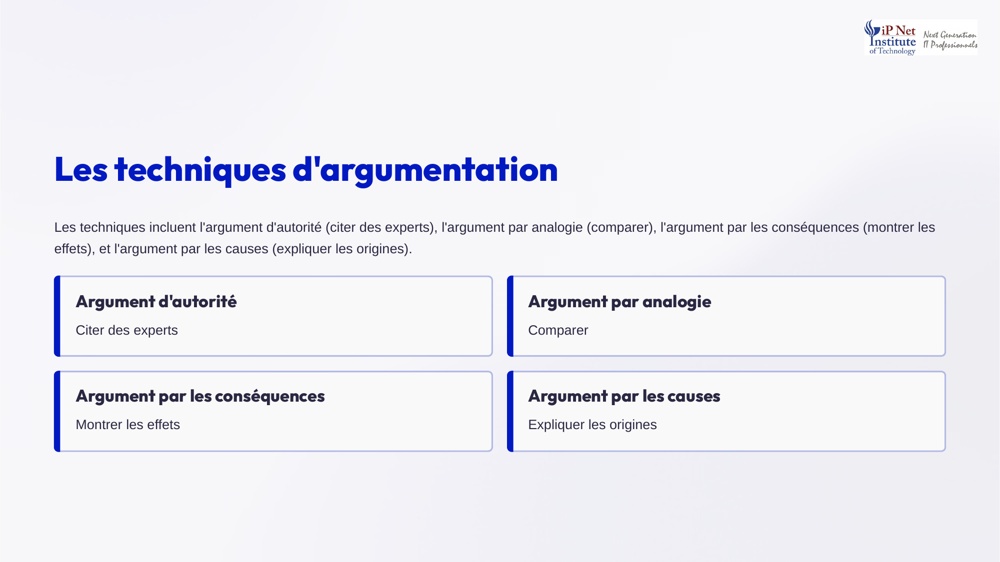 iP Net
Institute
of Technology
Next Generation
IT Professionnels
Les techniques d'argumentation
Les techniques incluent l'argument d'autorité (citer des experts), l'argument par analogie (comparer), l'argument par les conséquences (montrer les
effets), et l'argument par les causes (expliquer les origines).
Argument d'autorité
Citer des experts
Argument par analogie
Comparer
Argument par les conséquences
Montrer les effets
Argument par les causes
Expliquer les origines